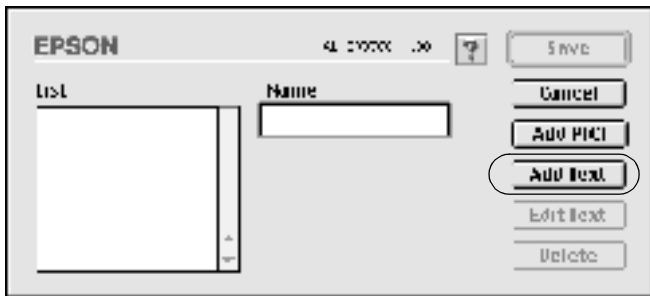 EPSON
?
Save
List
Name
Cancel
Add PICT
Add Text
Edit Text
Delete